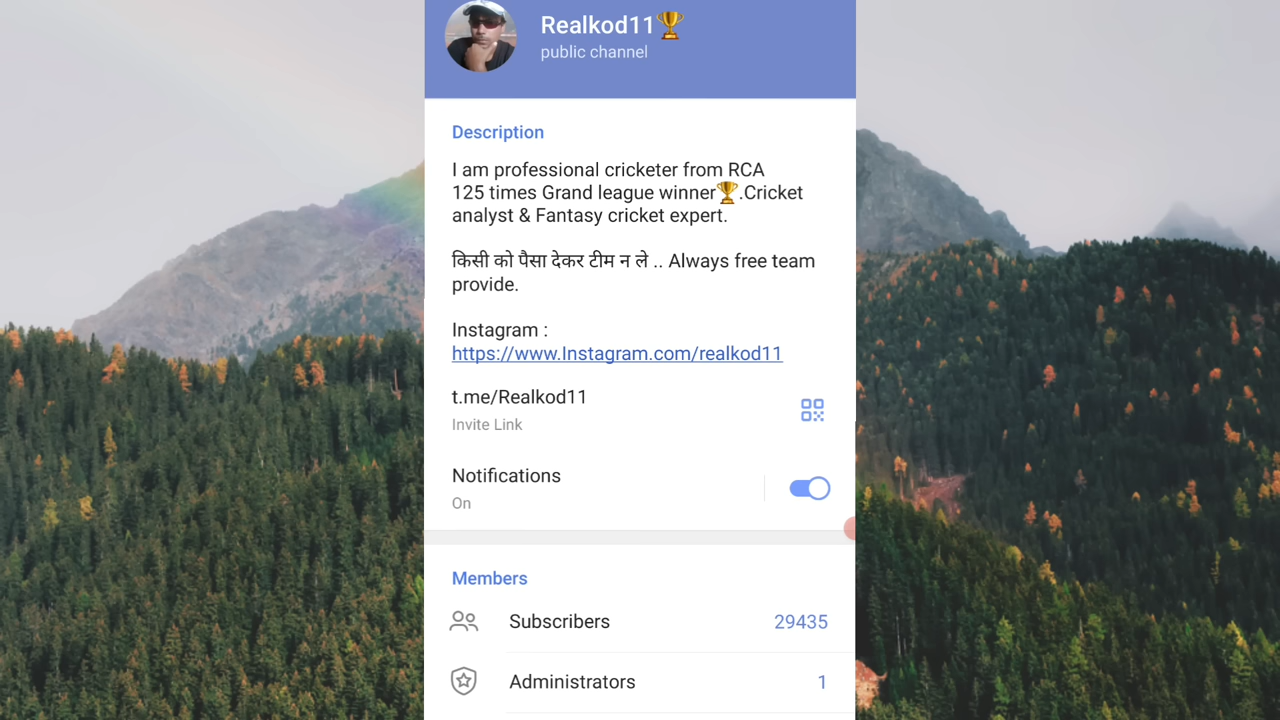 Realkod11🏆
public channel
Description
I am professional cricketer from RCA
125 times Grand league winner🏆.Cricket
analyst & Fantasy cricket expert.
किसी को पैसा देकर टीम न ले .. Always free team
provide.
Instagram :
https://www.Instagram.com/realkod11
t.me/Realkod11
Invite Link
Notifications
On
Members
Subscribers 29435
Administrators 1